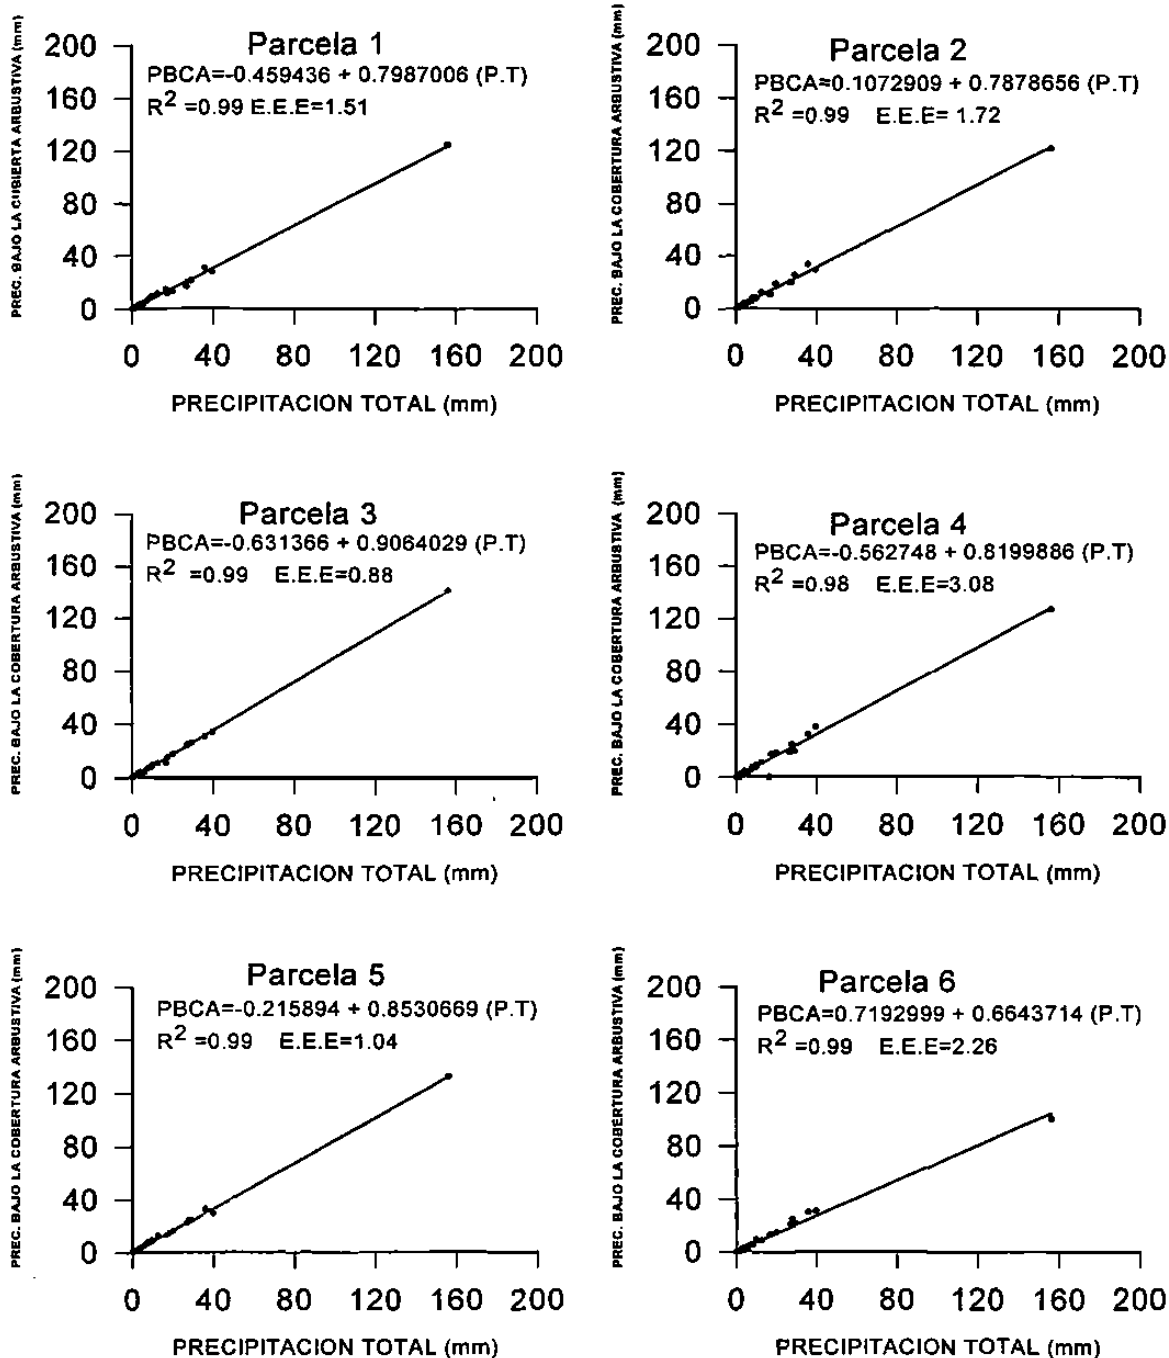 Parcela 1
PBCA=-0.459436 + 0.7987006 (P.T)
R² =0.99 E.E.E=1.51
PREC. BAJO LA CUBIERTA ARBUSTIVA (mm)
200
160
120
80
40
0
0 40 80 120 160 200
PRECIPITACION TOTAL (mm)
Parcela 2
PBCA=0.1072909 + 0.7878656 (P.T)
R² =0.99 E.E.E= 1.72
PREC. BAJO LA COBERTURA ARBUSTIVA (mm)
200
160
120
80
40
0
0 40 80 120 160 200
PRECIPITACION TOTAL (mm)
Parcela 3
PBCA=-0.631366 + 0.9064029 (P.T)
R² =0.99 E.E.E=0.88
PREC. BAJO LA COBERTURA ARBUSTIVA (mm)
200
160
120
80
40
0
0 40 80 120 160 200
PRECIPITACION TOTAL (mm)
Parcela 4
PBCA=-0.562748 + 0.8199886 (P.T)
R² =0.98 E.E.E=3.08
PREC. BAJO LA COBERTURA ARBUSTIVA (mm)
200
160
120
80
40
0
0 40 80 120 160 200
PRECIPITACION TOTAL (mm)
Parcela 5
PBCA=-0.215894 + 0.8530669 (P.T)
R² =0.99 E.E.E=1.04
PREC. BAJO LA COBERTURA ARBUSTIVA (mm)
200
160
120
80
40
0
0 40 80 120 160 200
PRECIPITACION TOTAL (mm)
Parcela 6
PBCA=0.7192999 + 0.6643714 (P.T)
R² =0.99 E.E.E=2.26
PREC. BAJO LA COBERTURA ARBUSTIVA (mm)
200
160
120
80
40
0
0 40 80 120 160 200
PRECIPITACION TOTAL (mm)